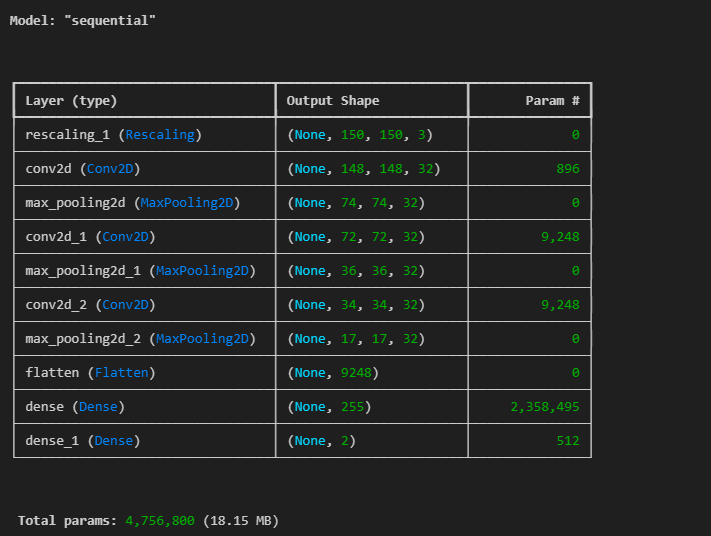 Model: "sequential"
Layer (type) Output Shape Param #
rescaling_1 (Rescaling) (None, 150, 150, 3) 0
conv2d (Conv2D) (None, 148, 148, 32) 896
max_pooling2d (MaxPooling2D) (None, 74, 74, 32) 0
conv2d_1 (Conv2D) (None, 72, 72, 32) 9,248
max_pooling2d_1 (MaxPooling2D) (None, 36, 36, 32) 0
conv2d_2 (Conv2D) (None, 34, 34, 32) 9,248
max_pooling2d_2 (MaxPooling2D) (None, 17, 17, 32) 0
flatten (Flatten) (None, 9248) 0
dense (Dense) (None, 255) 2,358,495
dense_1 (Dense) (None, 2) 512
Total params: 4,756,800 (18.15 MB)